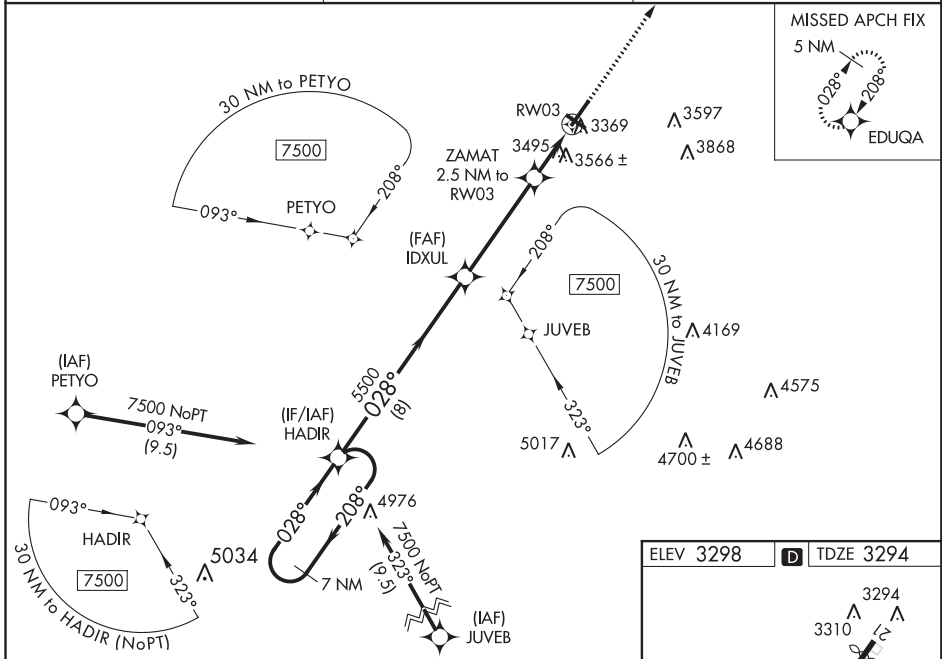 MISSED APCH FIX
5 NM
028°
208°
EDUQA
30 NM to PETYO
7500
208°
093°
PETYO
RW03
3369
3597
3495
3566 ±
3868
ZAMAT
2.5 NM to
RW03
(FAF)
IDXUL
208°
7500
30 NM to JUVEB
JUVEB
323°
4169
4575
5017
4700 ±
4688
(IAF)
PETYO
7500 NoPT
093°
(9.5)
5500
028°
(8)
(IF/IAF)
HADIR
028°
208°
4976
7 NM
7500 NoPT
323°
(9.5)
(IAF)
JUVEB
093°
HADIR
7500
323°
30 NM to HADIR (NoPT)
5034
ELEV 3298
D
TDZE 3294
3294
3310
21